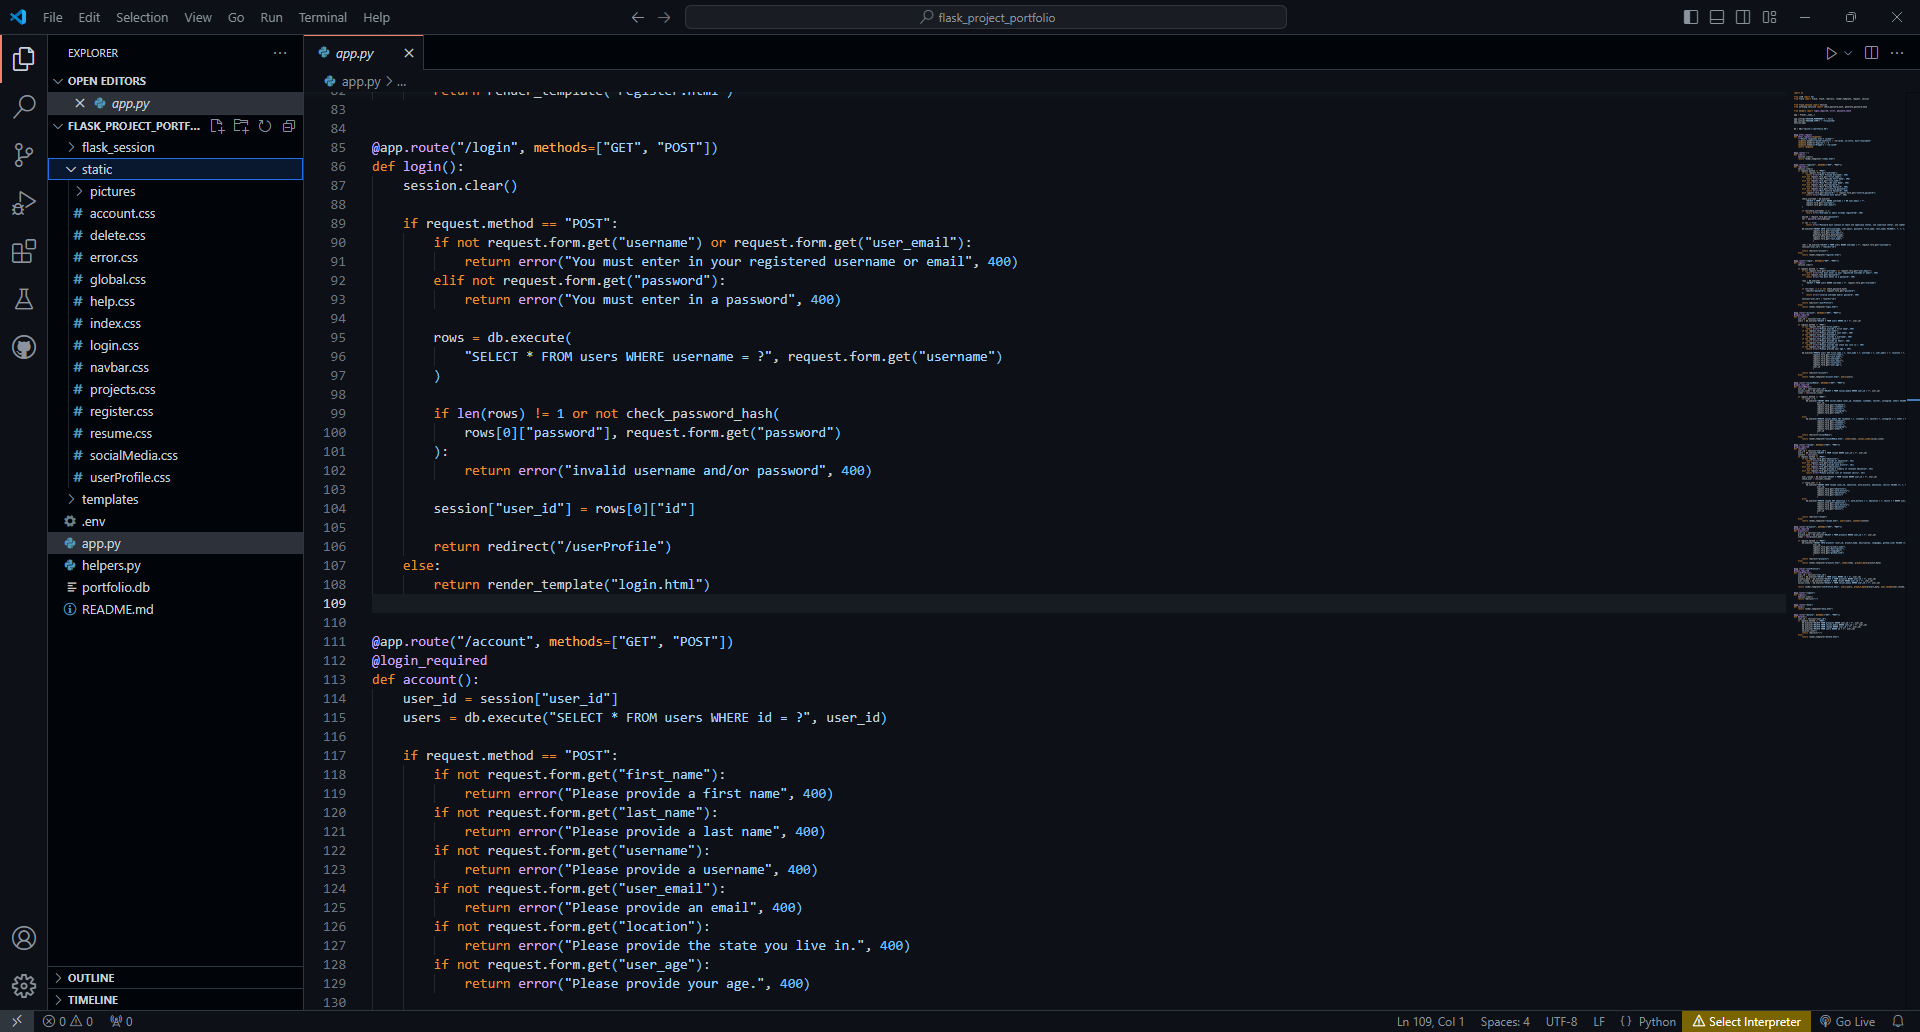 File Edit Selection View Go Run Terminal Help
flask_project_portfolio
EXPLORER
OPEN EDITORS
app.py
FLASK_PROJECT_PORTF...
flask_session
static
pictures
# account.css
# delete.css
# error.css
# global.css
# help.css
# index.css
# login.css
# navbar.css
# projects.css
# register.css
# resume.css
# socialMedia.css
# userProfile.css
templates
.env
app.py
helpers.py
portfolio.db
README.md
OUTLINE
TIMELINE
app.py
app.py > ...
82 return render_template("register.html")
83
84
85 @app.route("/login", methods=["GET", "POST"])
86 def login():
87 session.clear()
88
89 if request.method == "POST":
90 if not request.form.get("username") or request.form.get("user_email"):
91 return error("You must enter in your registered username or email", 400)
92 elif not request.form.get("password"):
93 return error("You must enter in a password", 400)
94
95 rows = db.execute(
96 "SELECT * FROM users WHERE username = ?", request.form.get("username")
97 )
98
99 if len(rows) != 1 or not check_password_hash(
100 rows[0]["password"], request.form.get("password")
101 ):
102 return error("invalid username and/or password", 400)
103
104 session["user_id"] = rows[0]["id"]
105
106 return redirect("/userProfile")
107 else:
108 return render_template("login.html")
109
110
111 @app.route("/account", methods=["GET", "POST"])
112 @login_required
113 def account():
114 user_id = session["user_id"]
115 users = db.execute("SELECT * FROM users WHERE id = ?", user_id)
116
117 if request.method == "POST":
118 if not request.form.get("first_name"):
119 return error("Please provide a first name", 400)
120 if not request.form.get("last_name"):
121 return error("Please provide a last name", 400)
122 if not request.form.get("username"):
123 return error("Please provide a username", 400)
124 if not request.form.get("user_email"):
125 return error("Please provide an email", 400)
126 if not request.form.get("location"):
127 return error("Please provide the state you live in.", 400)
128 if not request.form.get("user_age"):
129 return error("Please provide your age.", 400)
130
0 0 0
Ln 109, Col 1 Spaces: 4 UTF-8 LF { } Python Select Interpreter Go Live